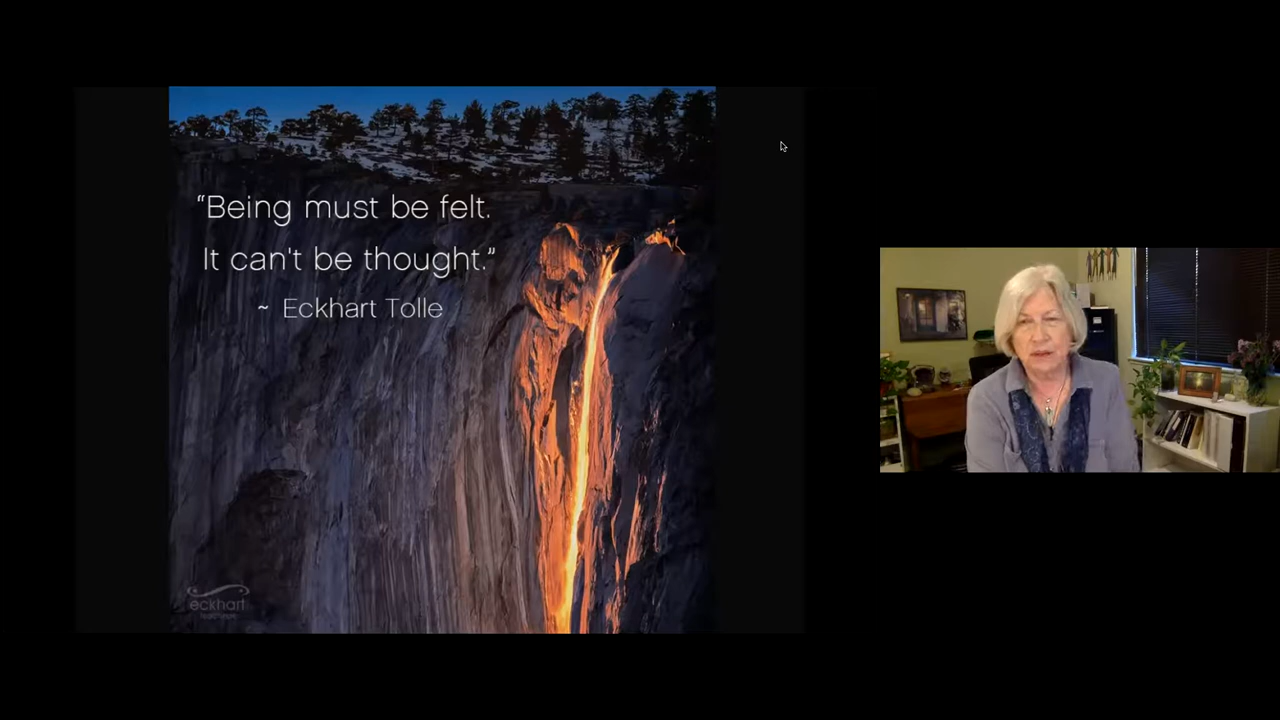 “Being must be felt.
It can't be thought.”
~ Eckhart Tolle
eckhart